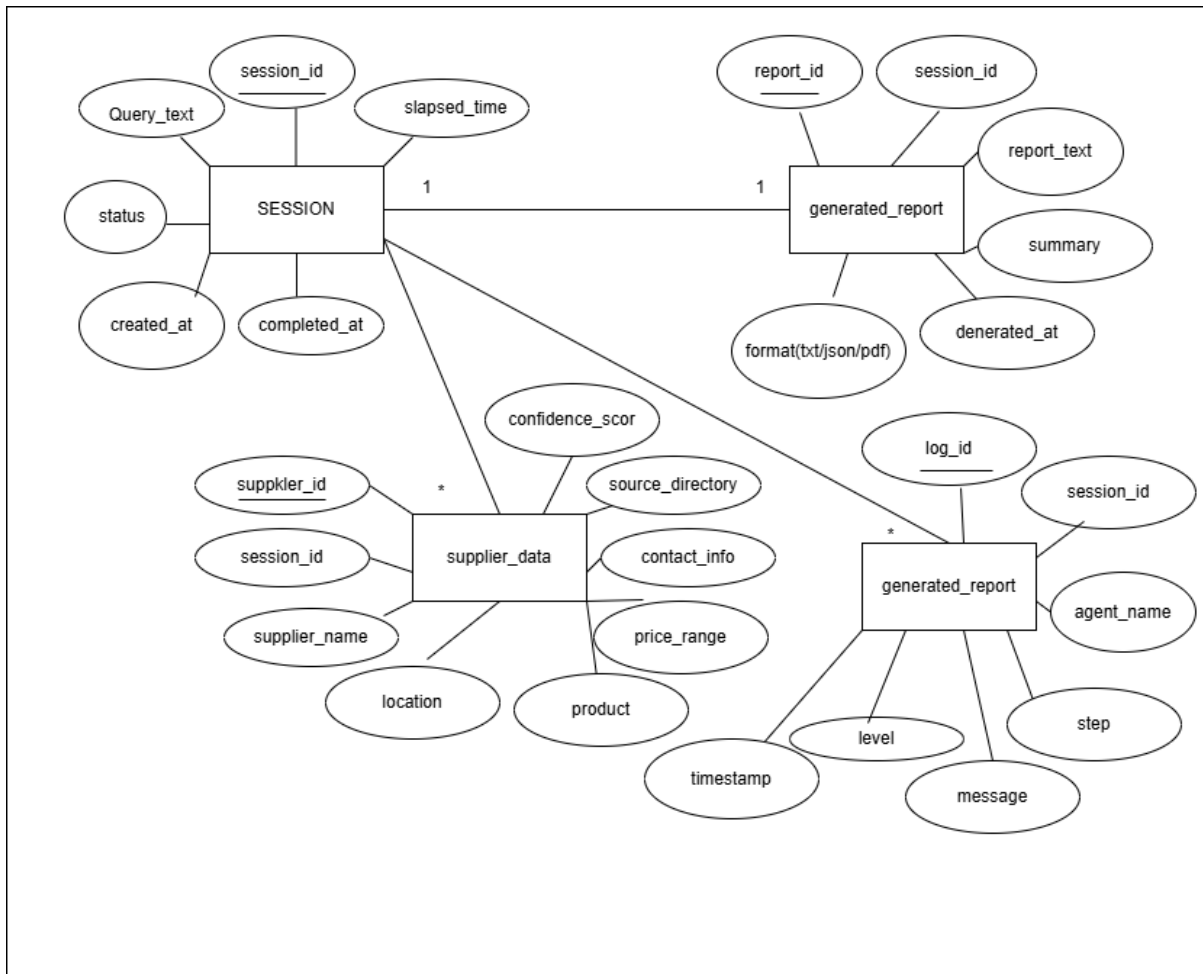 session_id
report_id
session_id
Query_text
slapsed_time
report_text
1
1
SESSION
generated_report
status
summary
created_at
completed_at
denerated_at
format(txt/json/pdf)
confidence_scor
log_id
suppkler_id
*
source_directory
session_id
*
session_id
supplier_data
contact_info
generated_report
agent_name
supplier_name
price_range
location
product
step
level
timestamp
message